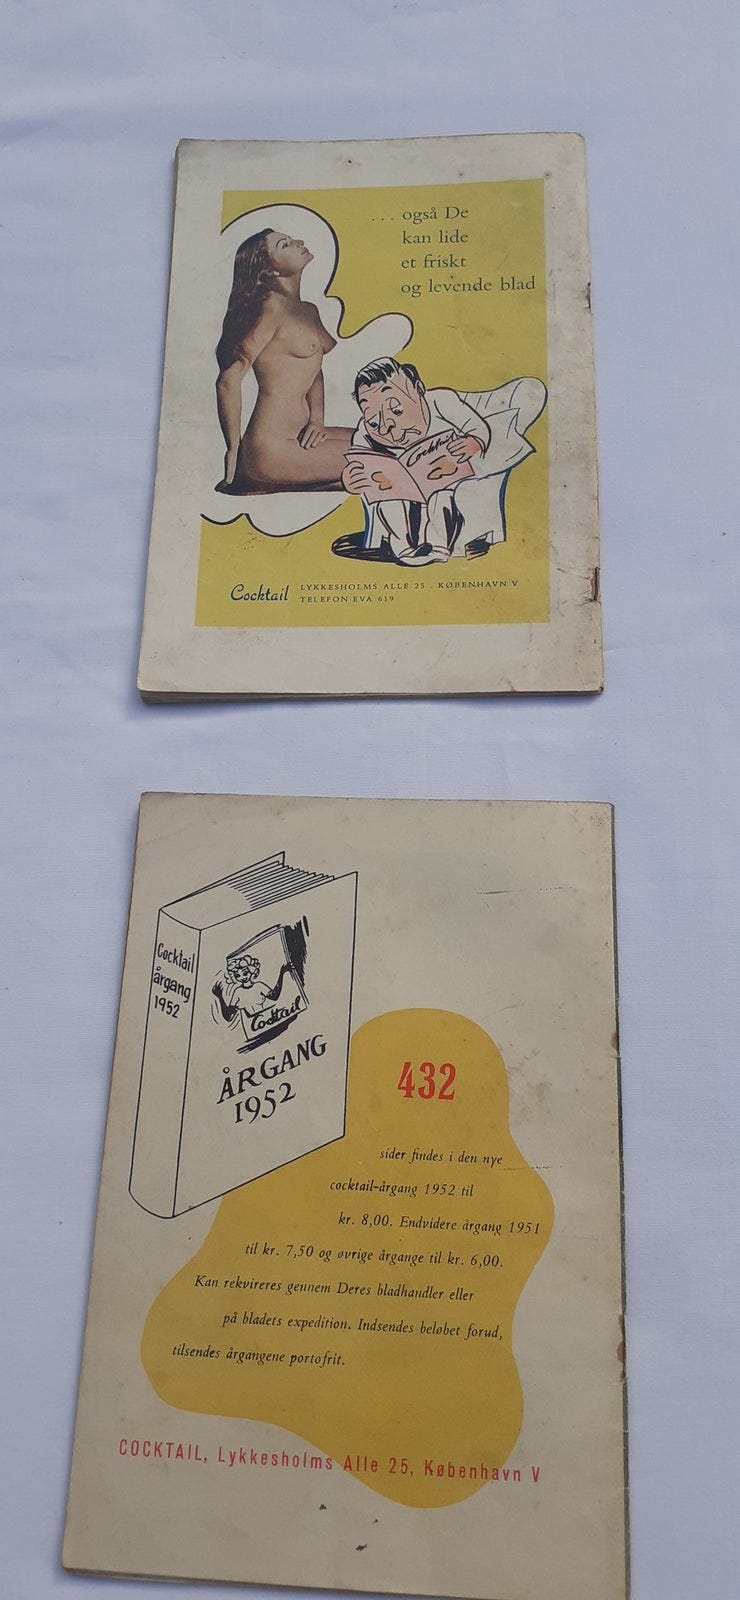 ... også De
kan lide
et friskt
og levende blad
Cocktail
Cocktail
LYKKESHOLMS ALLE 25 . KØBENHAVN V
TELEFON EVA 619
Cocktail
årgang
1952
Cocktail
ÅRGANG
1952
432
sider findes i den nye
cocktail-årgang 1952 til
kr. 8,00. Endvidere årgang 1951
til kr. 7,50 og øvrige årgange til kr. 6,00.
Kan rekvireres gennem Deres bladhandler eller
på bladets expedition. Indsendes beløbet forud,
tilsendes årgangene portofrit.
COCKTAIL, Lykkesholms Alle 25, København V